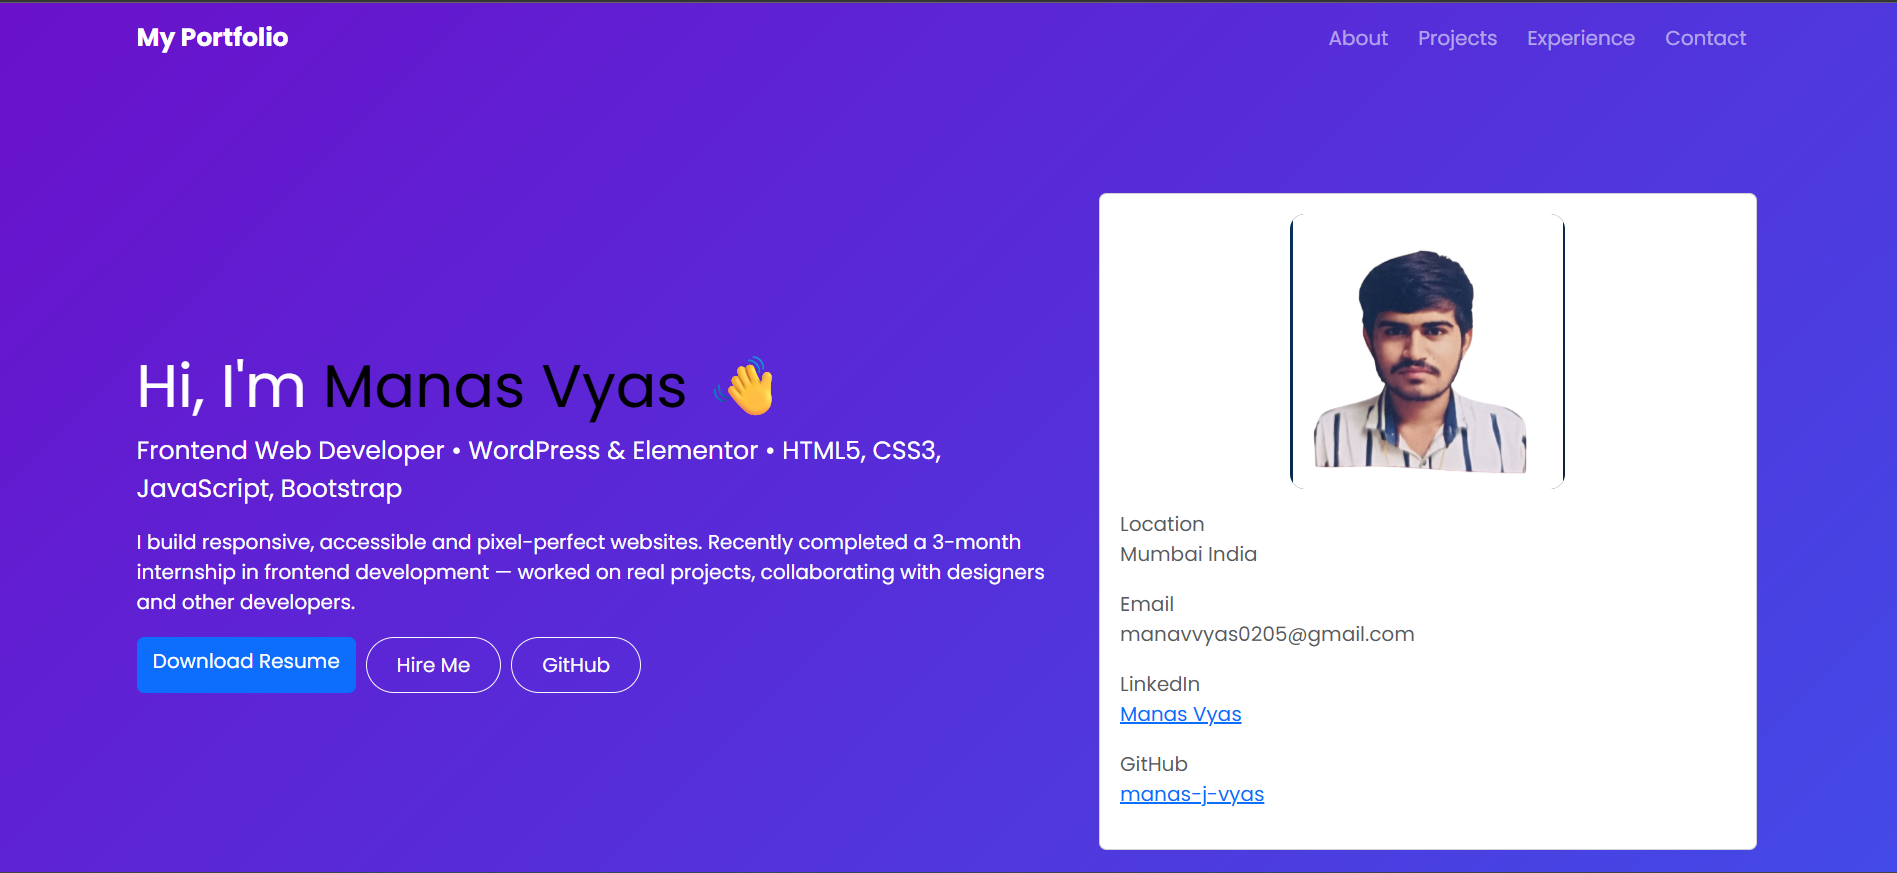 My Portfolio
About Projects Experience Contact
Hi, I'm Manas Vyas 👋
Frontend Web Developer • WordPress & Elementor • HTML5, CSS3,
JavaScript, Bootstrap
I build responsive, accessible and pixel-perfect websites. Recently completed a 3-month
internship in frontend development — worked on real projects, collaborating with designers
and other developers.
Download Resume Hire Me GitHub
Location
Mumbai India
Email
manavvyas0205@gmail.com
LinkedIn
Manas Vyas
GitHub
manas-j-vyas